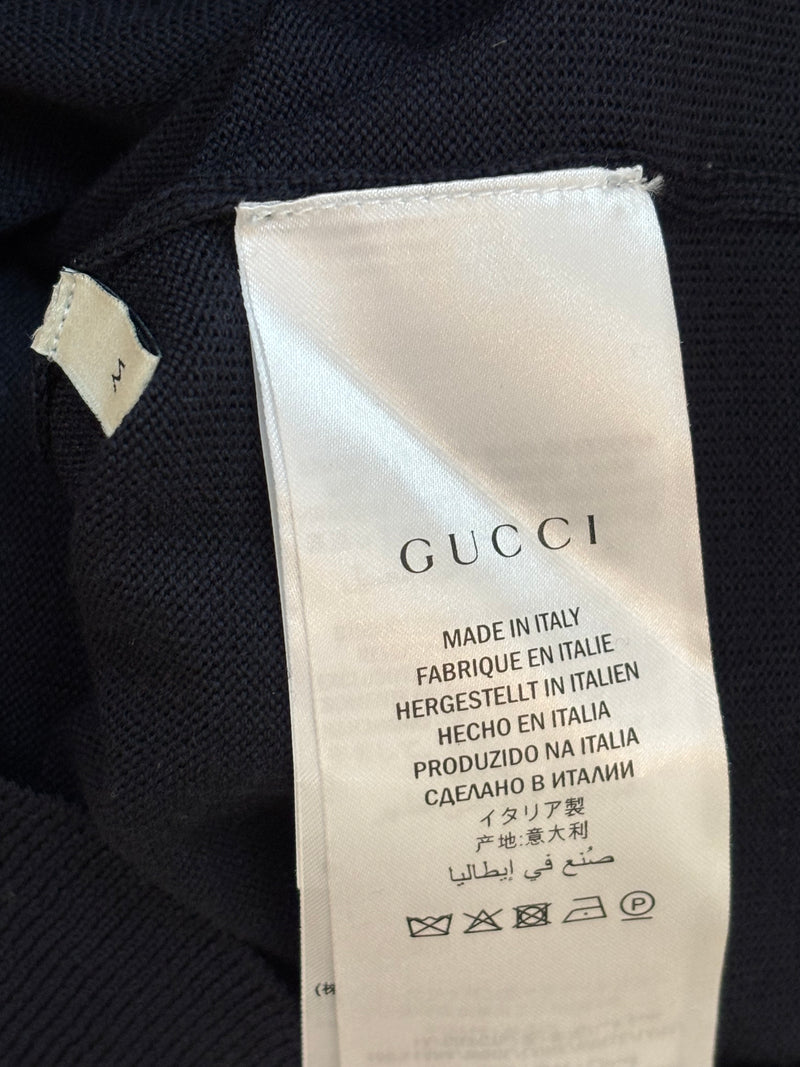 M
GUCCI
MADE IN ITALY
FABRIQUE EN ITALIE
HERGESTELLT IN ITALIEN
HECHO EN ITALIA
PRODUZIDO NA ITALIA
СДЕЛАНО В ИТАЛИИ
イタリア製
产地:意大利
صُنع في إيطاليا
P
(株